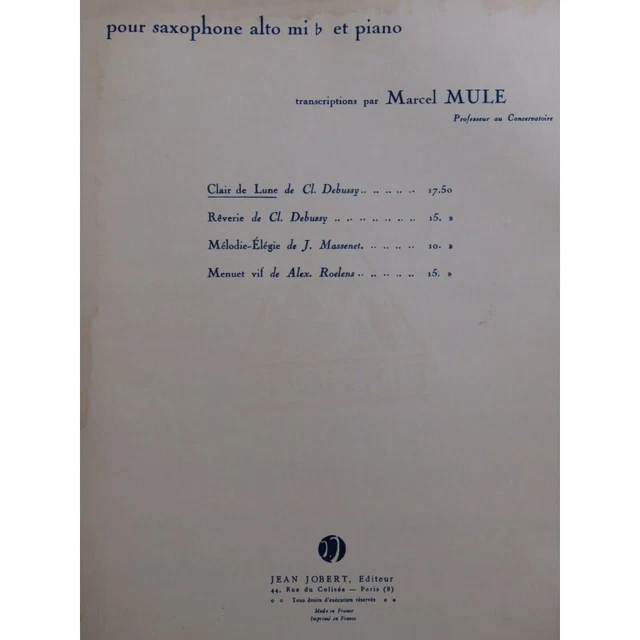 pour saxophone alto mi ♭ et piano
transcriptions par Marcel MULE
Professeur au Conservatoire
Clair de Lune de Cl. Debussy.. .. .. .. .. 17.50
Rêverie de Cl. Debussy .. .. .. .. .. .. .. 15. »
Mélodie-Élégie de J. Massenet. .. .. .. .. 10. »
Menuet vif de Alex. Roelens .. .. .. .. .. 15. »
J.J
JEAN JOBERT, Editeur
44, Rue du Colisée — Paris (8)
Tous droits d'exécution réservés
Made in France
Imprimé en France